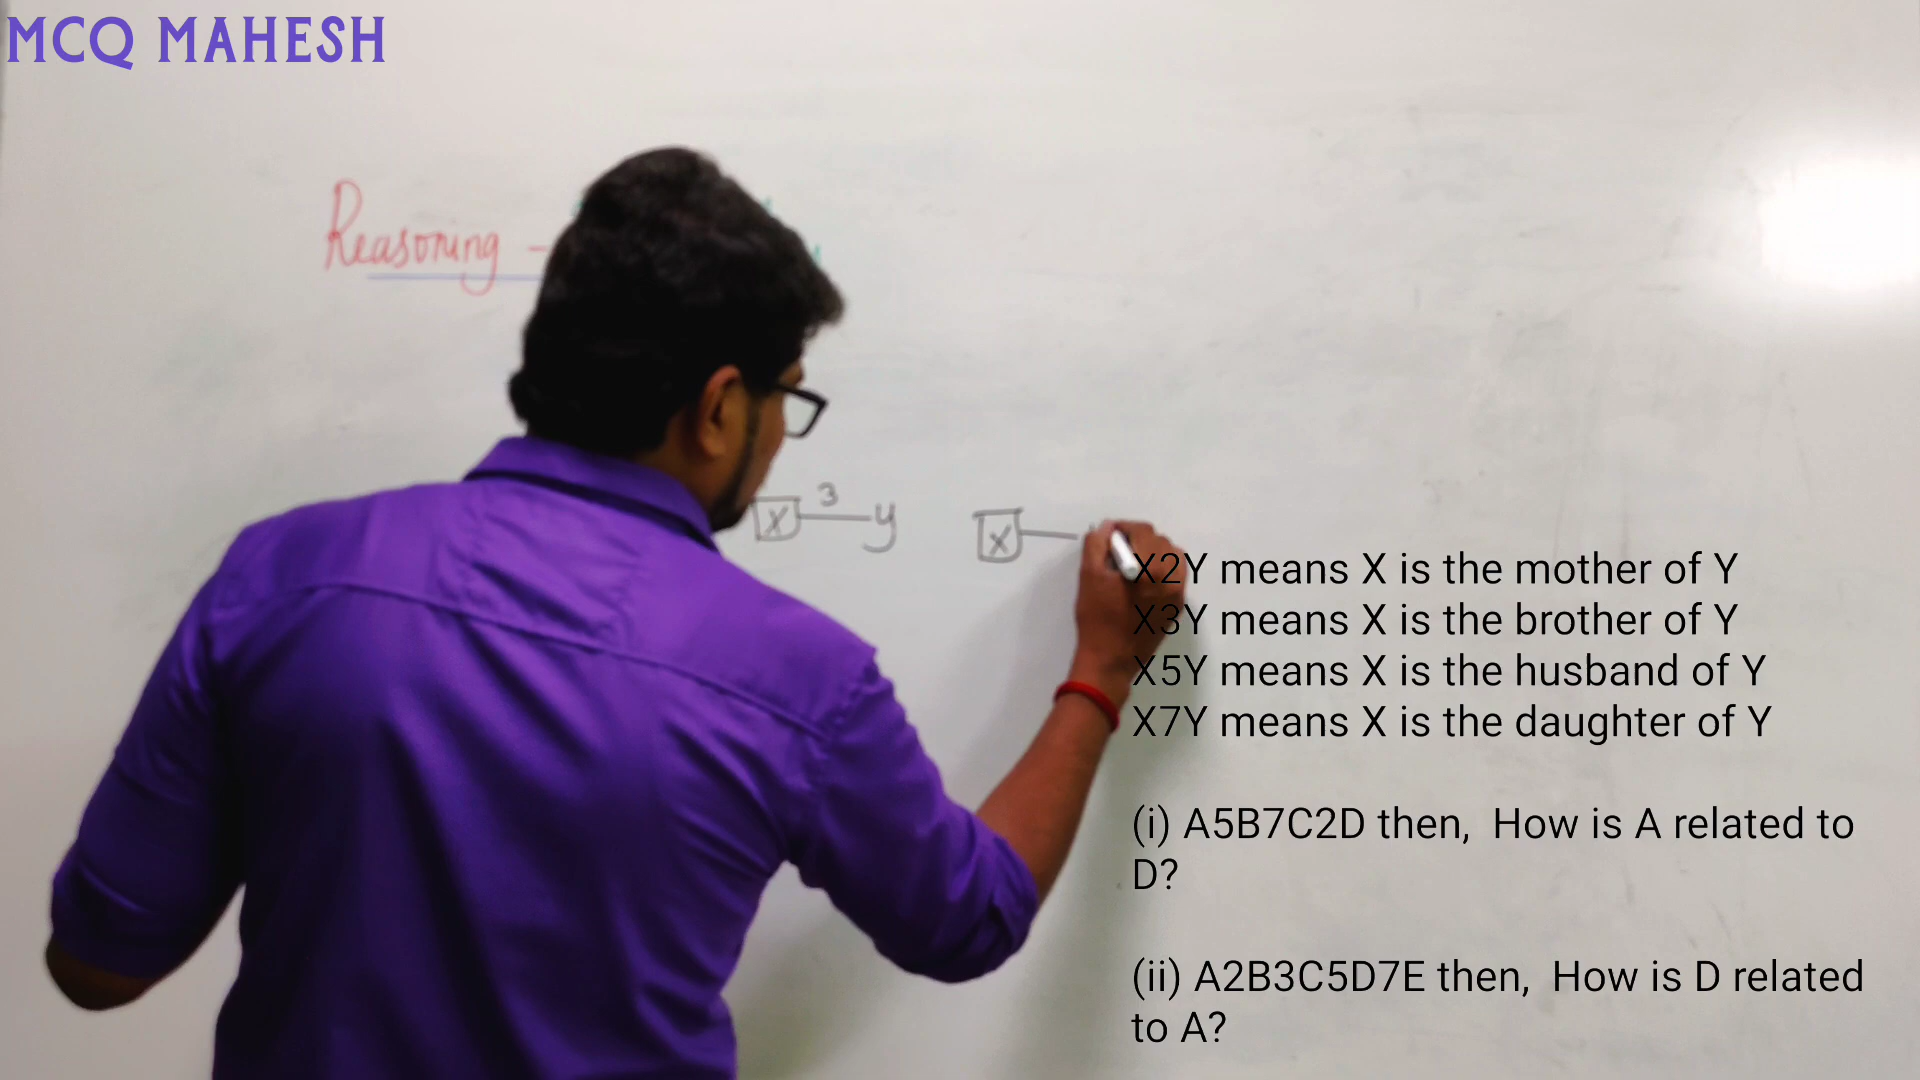 MCQ MAHESH
Reasoning -
X 3 y
X
X2Y means X is the mother of Y
X3Y means X is the brother of Y
X5Y means X is the husband of Y
X7Y means X is the daughter of Y
(i) A5B7C2D then, How is A related to
D?
(ii) A2B3C5D7E then, How is D related
to A?